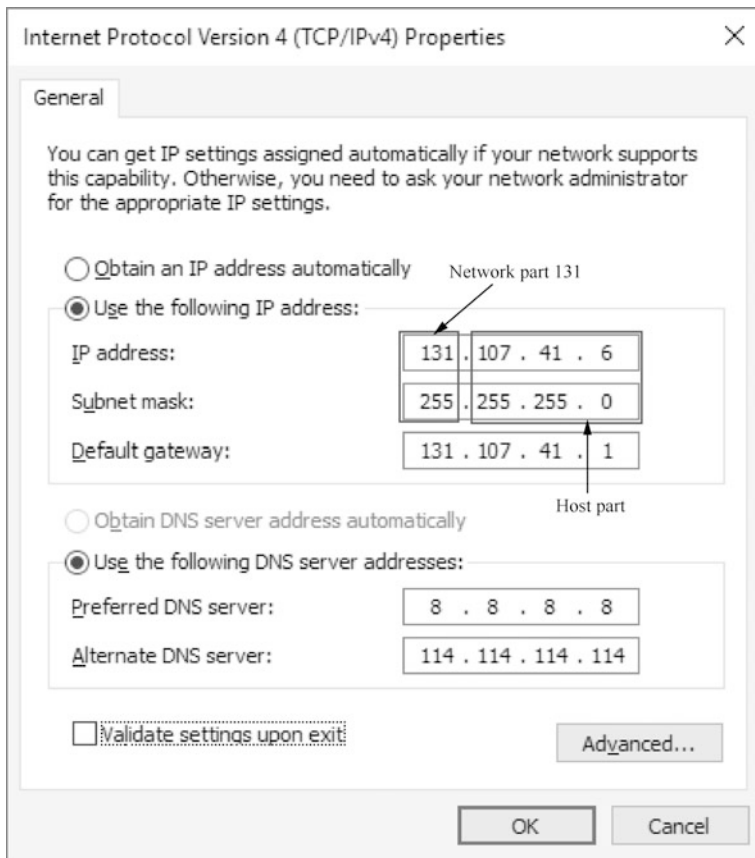 Internet Protocol Version 4 (TCP/IPv4) Properties
General
You can get IP settings assigned automatically if your network supports
this capability. Otherwise, you need to ask your network administrator
for the appropriate IP settings.
Obtain an IP address automatically
Network part 131
Use the following IP address:
IP address: 131 . 107 . 41 . 6
Subnet mask: 255 . 255 . 255 . 0
Default gateway: 131 . 107 . 41 . 1
Host part
Obtain DNS server address automatically
Use the following DNS server addresses:
Preferred DNS server: 8 . 8 . 8 . 8
Alternate DNS server: 114 . 114 . 114 . 114
Validate settings upon exit
Advanced...
OK Cancel